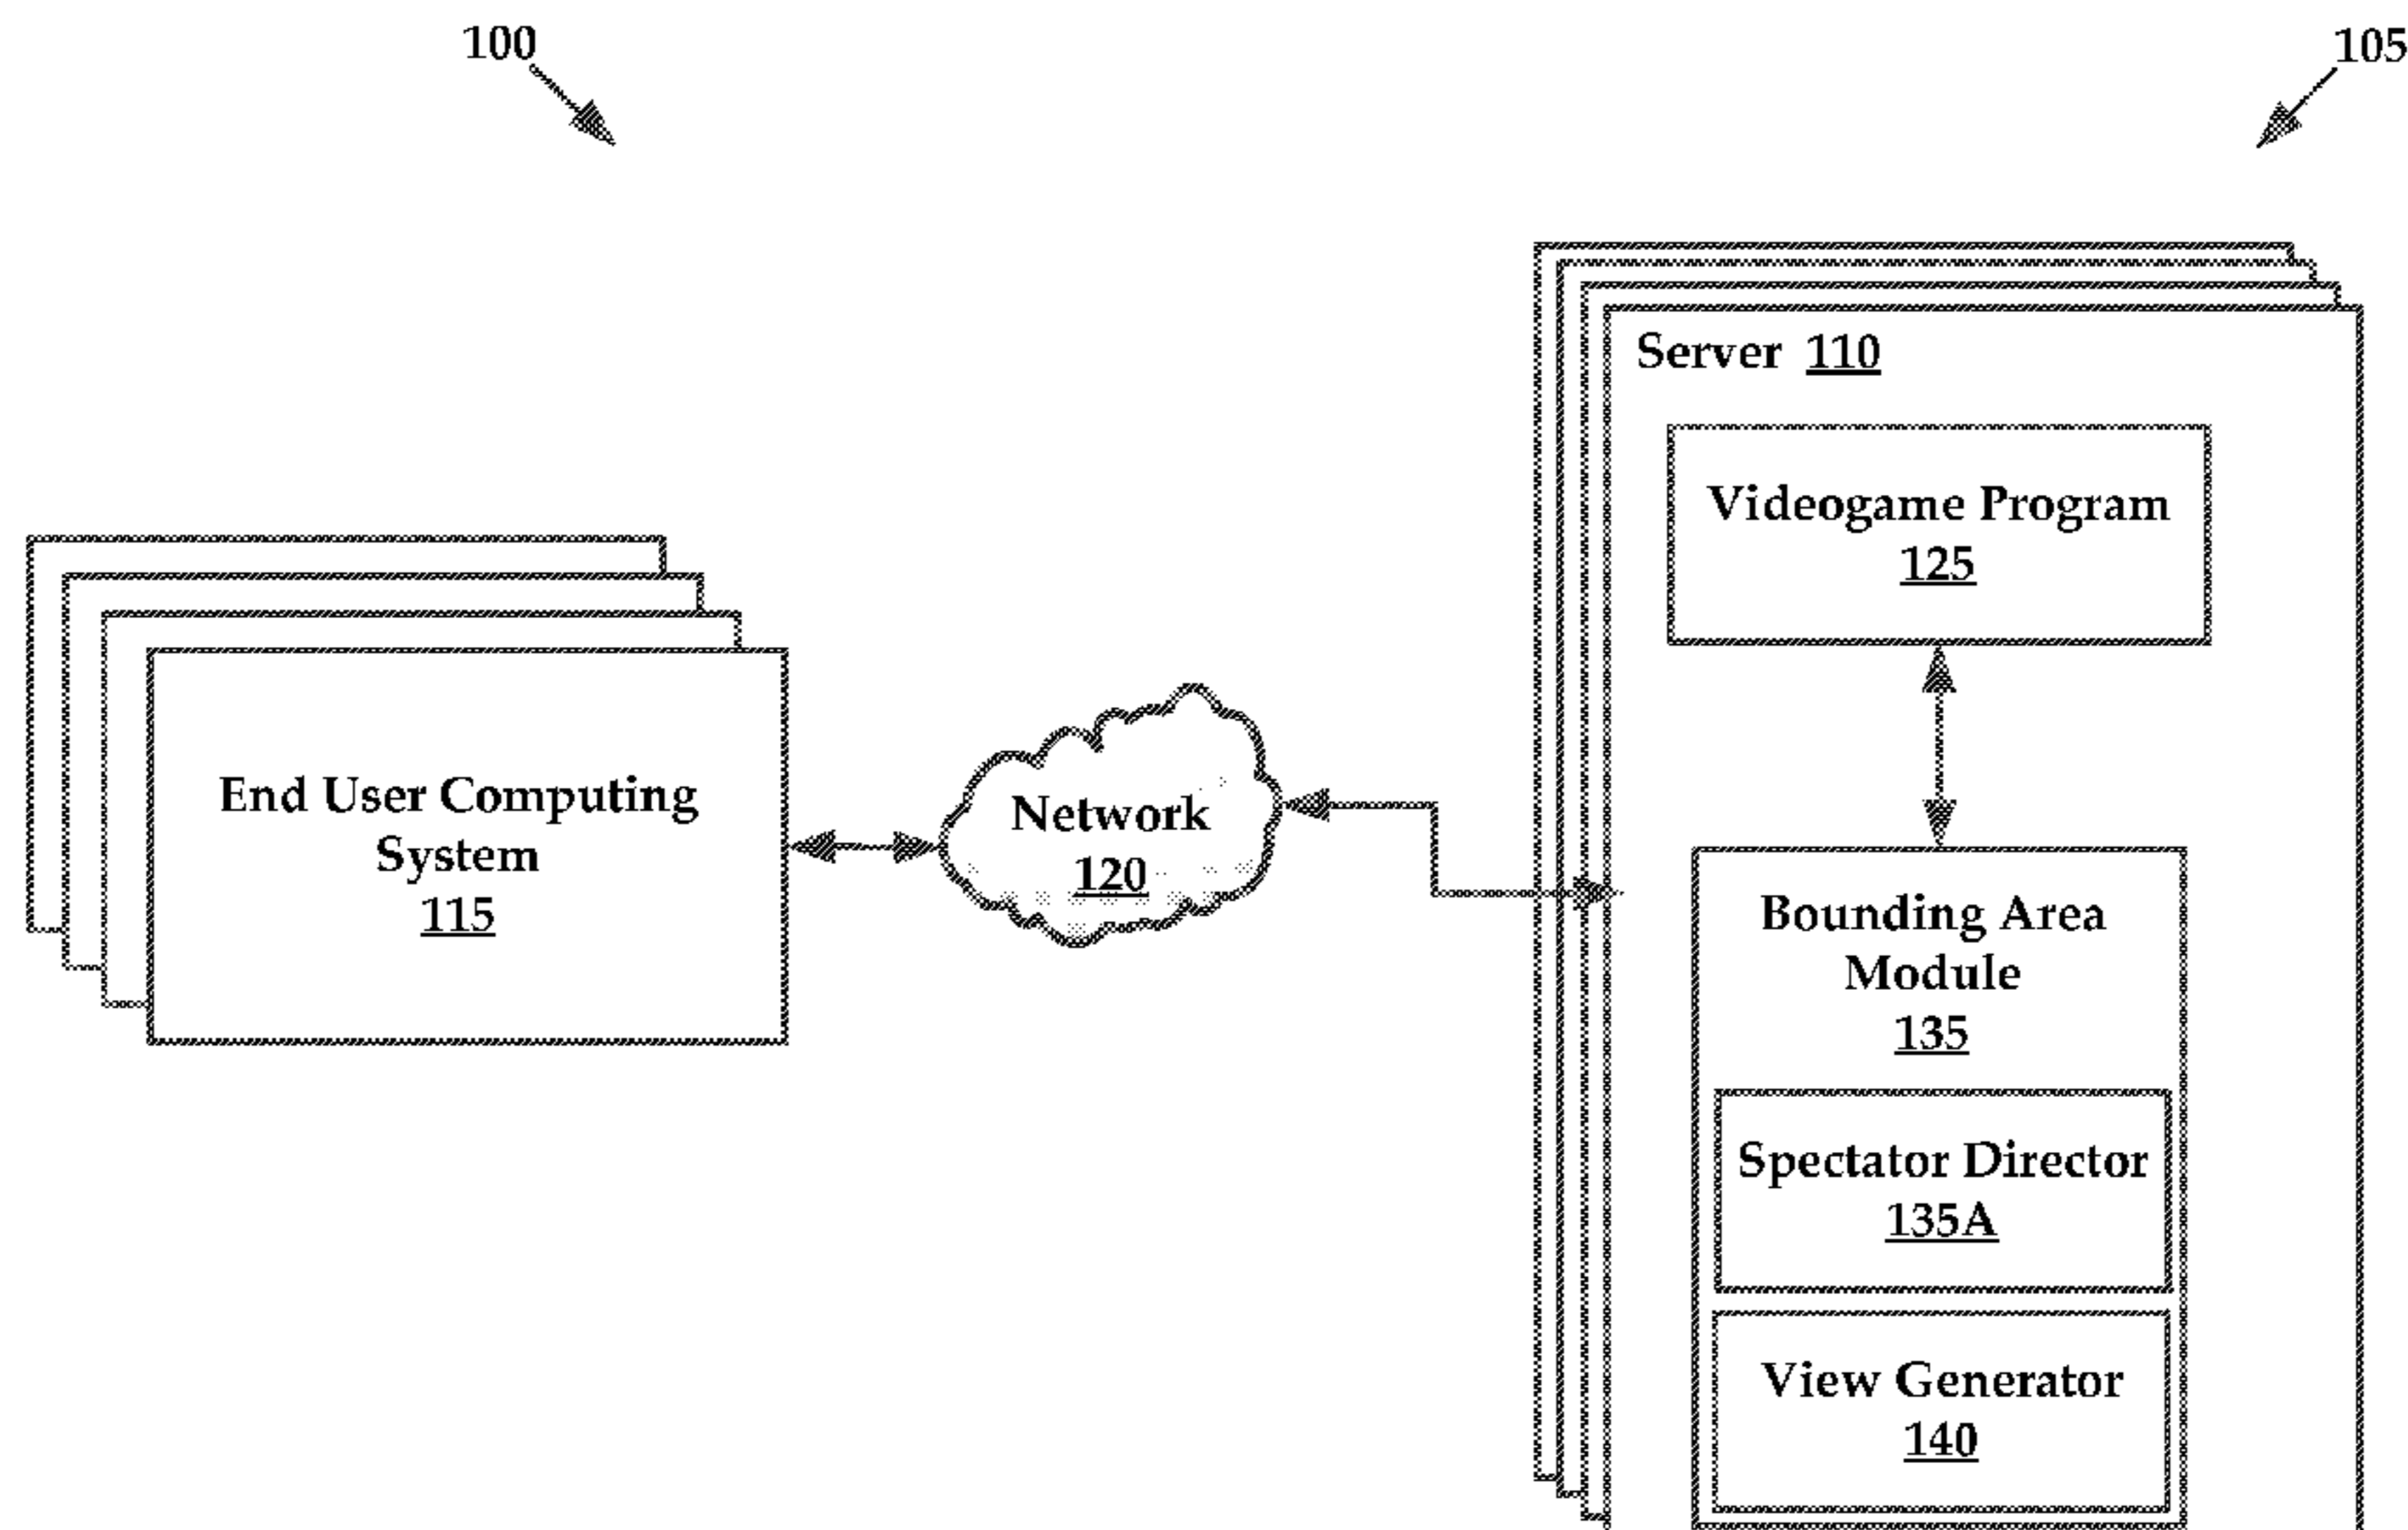 100
105
Server 110
Videogame Program
125
End User Computing
System
115
Network
120
Bounding Area
Module
135
Spectator Director
135A
View Generator
140